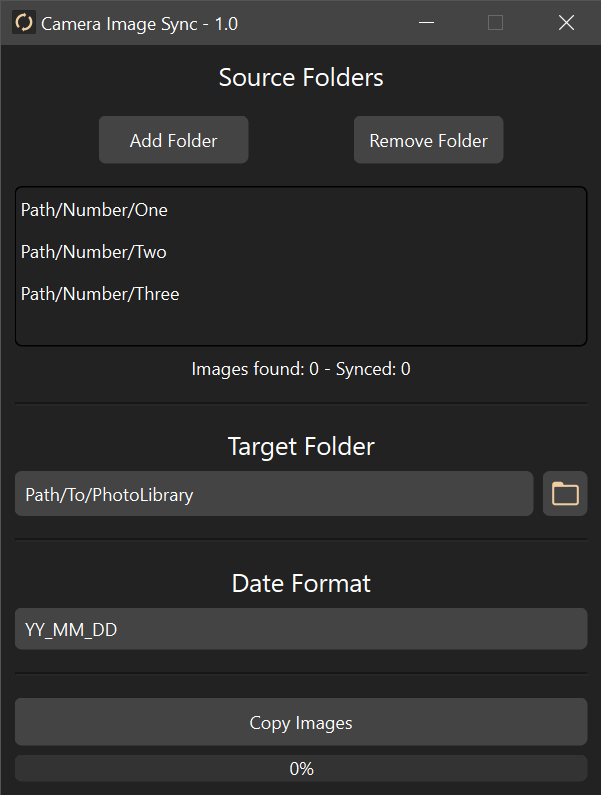 Camera Image Sync - 1.0
Source Folders
Add Folder
Remove Folder
Path/Number/One
Path/Number/Two
Path/Number/Three
Images found: 0 - Synced: 0
Target Folder
Path/To/PhotoLibrary
Date Format
YY_MM_DD
Copy Images
0%